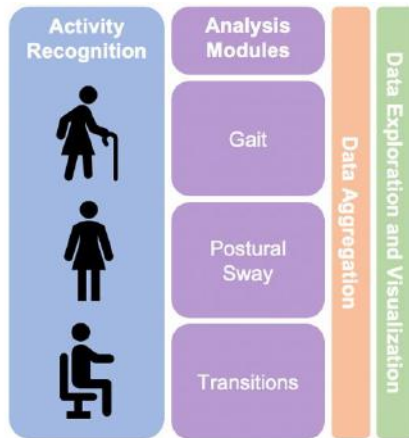 Activity
Recognition
Analysis
Modules
Gait
Postural
Sway
Transitions
Data Aggregation
Data Exploration and Visualization